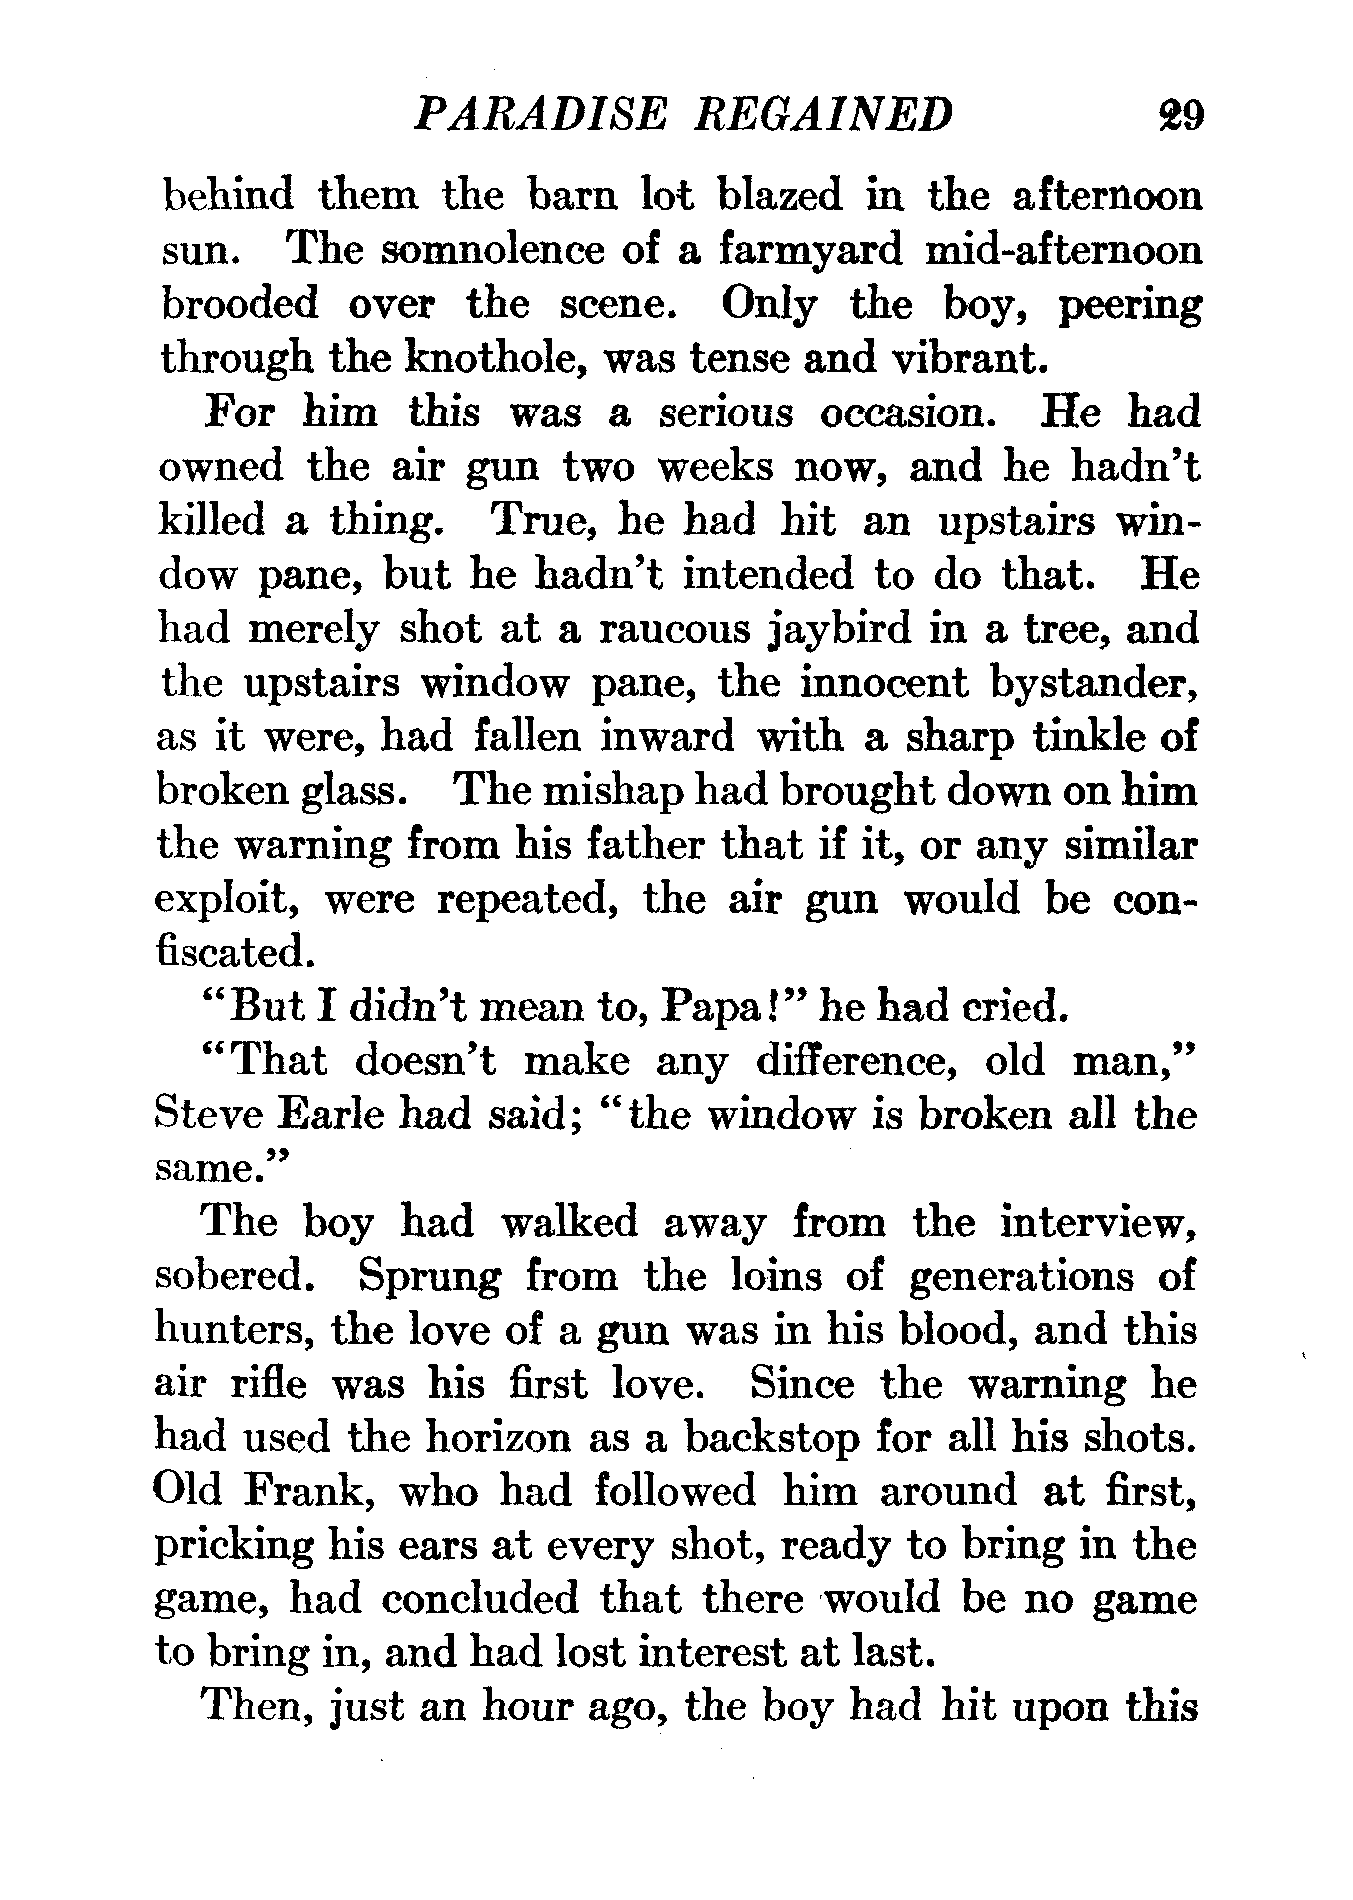 PARADISE REGAINED 29
behind them the barn lot blazed in the afternoon
sun. The somnolence of a farmyard mid-afternoon
brooded over the scene. Only the boy, peering
through the knothole, was tense and vibrant.
For him this was a serious occasion. He had
owned the air gun two weeks now, and he hadn't
killed a thing. True, he had hit an upstairs win-
dow pane, but he hadn't intended to do that. He
had merely shot at a raucous jaybird in a tree, and
the upstairs window pane, the innocent bystander,
as it were, had fallen inward with a sharp tinkle of
broken glass. The mishap had brought down on him
the warning from his father that if it, or any similar
exploit, were repeated, the air gun would be con-
fiscated.
“But I didn't mean to, Papa!” he had cried.
“That doesn't make any difference, old man,”
Steve Earle had said; “the window is broken all the
same.”
The boy had walked away from the interview,
sobered. Sprung from the loins of generations of
hunters, the love of a gun was in his blood, and this
air rifle was his first love. Since the warning he
had used the horizon as a backstop for all his shots.
Old Frank, who had followed him around at first,
pricking his ears at every shot, ready to bring in the
game, had concluded that there would be no game
to bring in, and had lost interest at last.
Then, just an hour ago, the boy had hit upon this